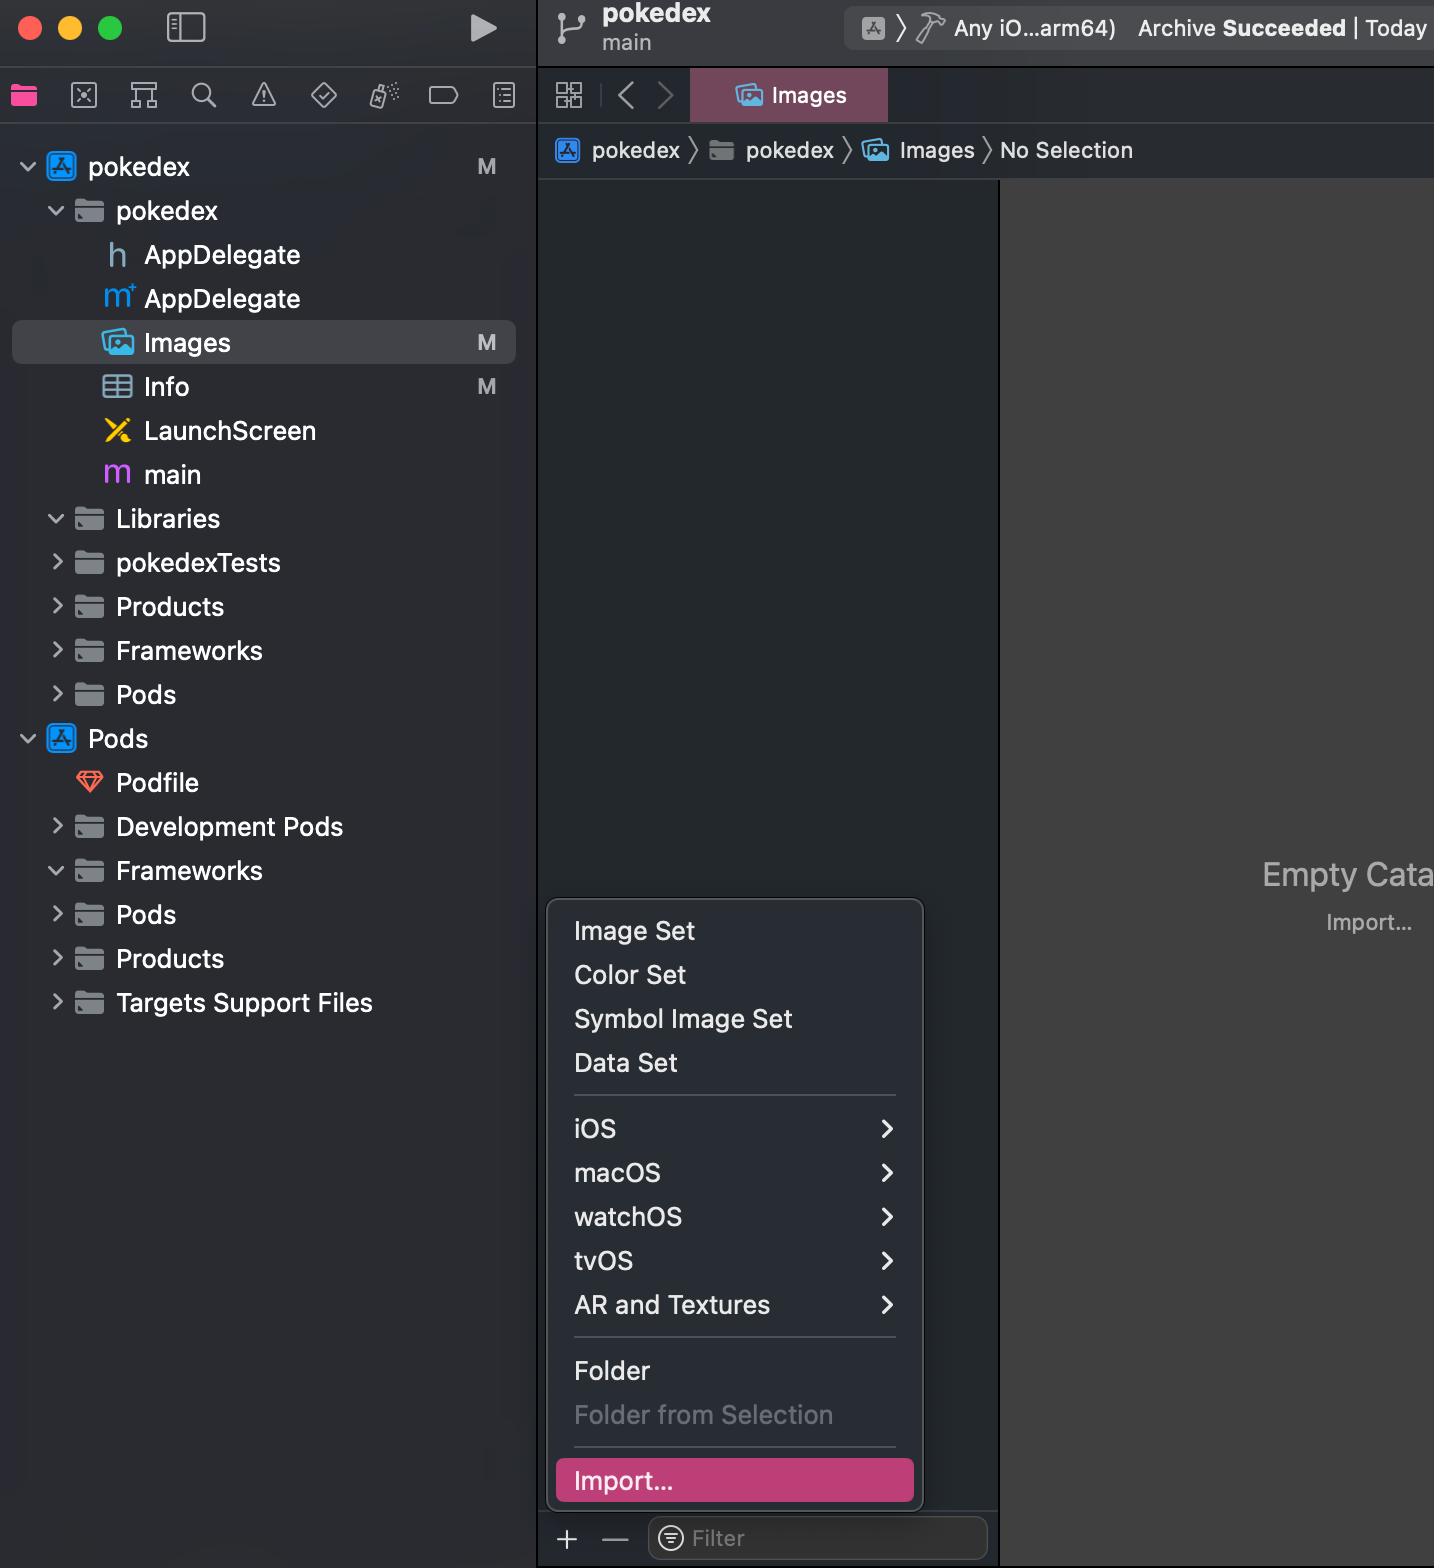 pokedex
main
Any iO...arm64) Archive Succeeded | Today
Images
pokedex pokedex Images No Selection
pokedex M
pokedex
h AppDelegate
m+ AppDelegate
Images M
Info M
LaunchScreen
m main
Libraries
pokedexTests
Products
Frameworks
Pods
Pods
Podfile
Development Pods
Frameworks
Pods
Products
Targets Support Files
Empty Cata
Import...
Image Set
Color Set
Symbol Image Set
Data Set
iOS
macOS
watchOS
tvOS
AR and Textures
Folder
Folder from Selection
Import...
Filter